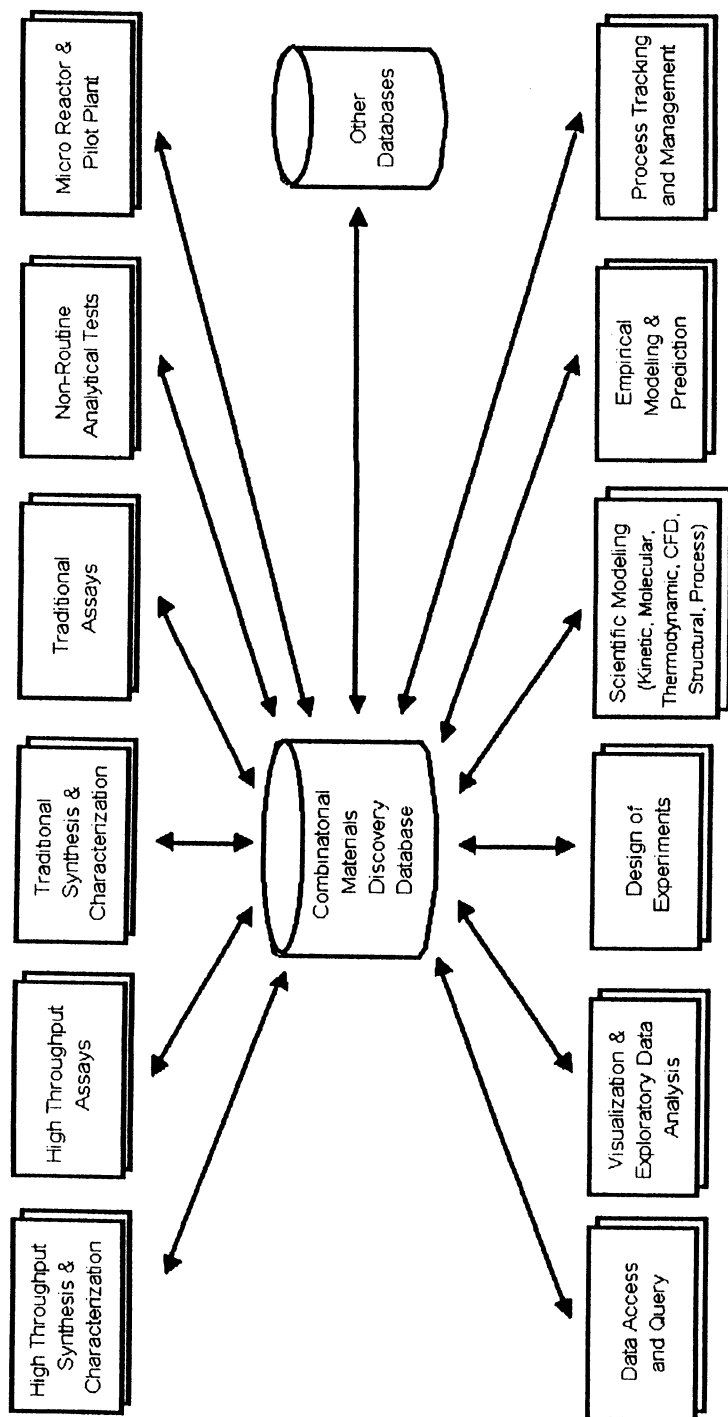 High Throughput
Synthesis &
Characterization
High Throughput
Assays
Traditional
Synthesis &
Characterization
Traditional
Assays
Non-Routine
Analytical Tests
Micro Reactor &
Pilot Plant
Combinatorial
Materials
Discovery
Database
Other
Databases
Data Access
and Query
Visualization &
Exploratory Data
Analysis
Design of
Experiments
Scientific Modeling
(Kinetic, Molecular,
Thermodynamic, CFD,
Structural, Process)
Empirical
Modeling &
Prediction
Process Tracking
and Management